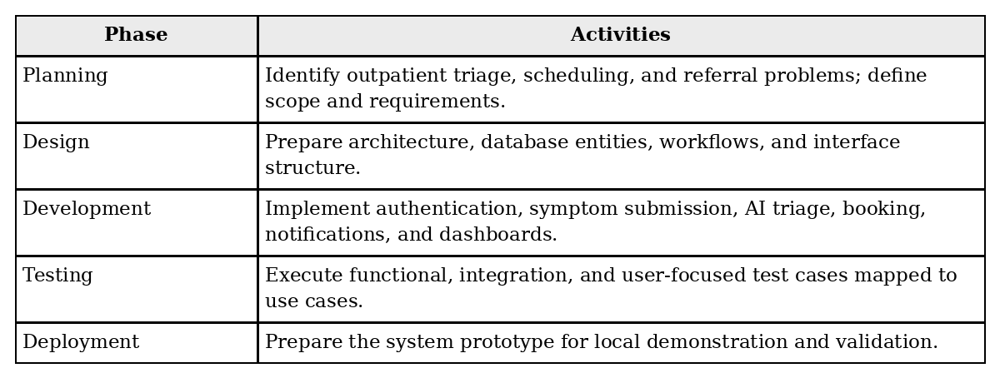 Phase Activities
Planning Identify outpatient triage, scheduling, and referral problems; define
scope and requirements.
Design Prepare architecture, database entities, workflows, and interface
structure.
Development Implement authentication, symptom submission, AI triage, booking,
notifications, and dashboards.
Testing Execute functional, integration, and user-focused test cases mapped to
use cases.
Deployment Prepare the system prototype for local demonstration and validation.